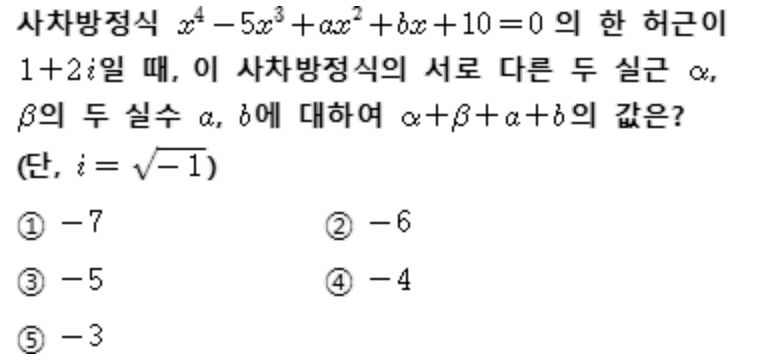 사차방정식 x⁴ − 5x³ + ax² + bx + 10 = 0 의 한 허근이
1+2i일 때, 이 사차방정식의 서로 다른 두 실근 α,
β의 두 실수 a, b에 대하여 α+β+a+b의 값은?
(단, i = √−1)
① −7 ② −6
③ −5 ④ −4
⑤ −3